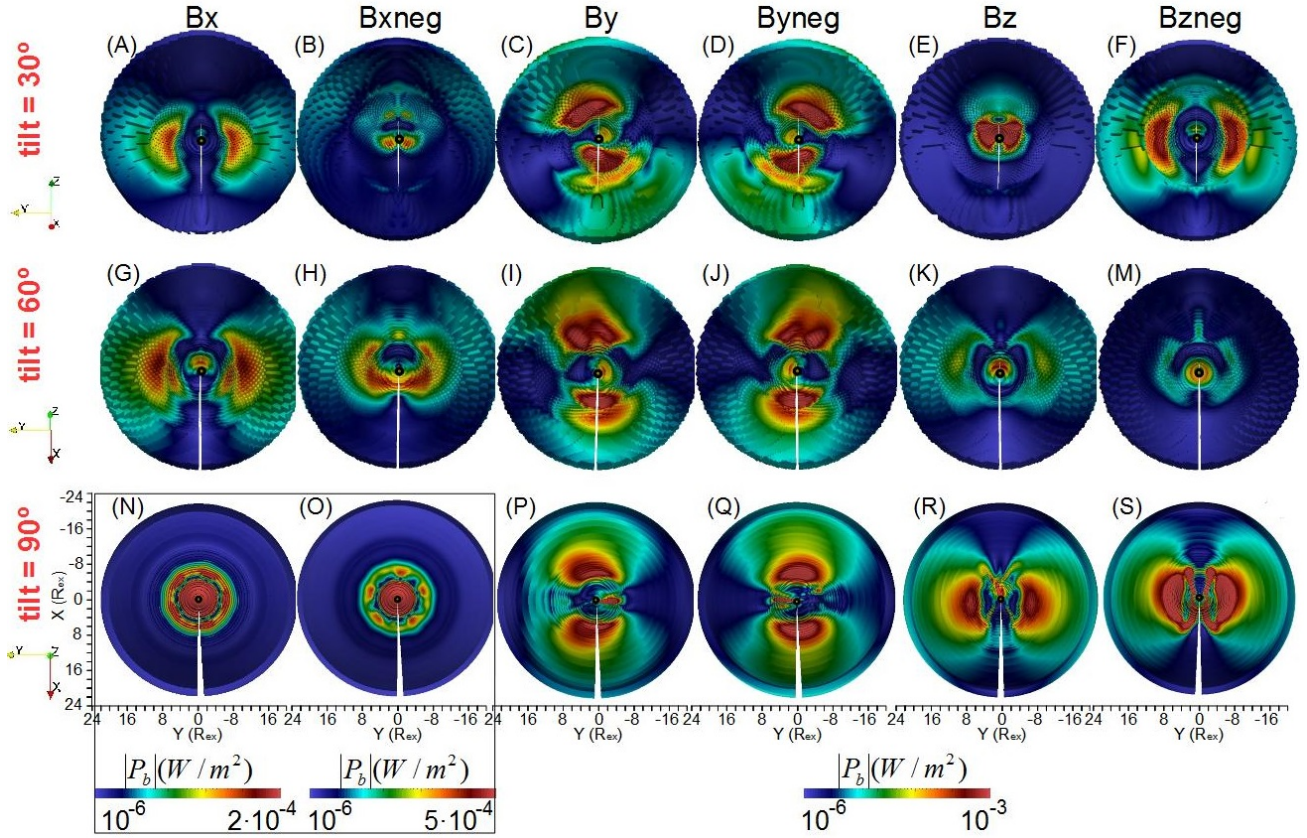 Bx Bxneg By Byneg Bz Bzneg
tilt = 30º
(A) (B) (C) (D) (E) (F)
Z
Y
X
tilt = 60º
(G) (H) (I) (J) (K) (M)
Z
Y
X
tilt = 90º
(N) (O) (P) (Q) (R) (S)
Y Z
X
X (Rex)
-24
-16
-8
0
8
16
24
24 16 8 0 -8 -16 24 16 8 0 -8 -16 24 16 8 0 -8 -16 24 16 8 0 -8 -16 24 16 8 0 -8 -16 24 16 8 0 -8 -16
Y (Rex) Y (Rex) Y (Rex) Y (Rex) Y (Rex) Y (Rex)
|Pb|(W / m²) |Pb|(W / m²) |Pb|(W / m²)
10⁻⁶ 2·10⁻⁴ 10⁻⁶ 5·10⁻⁴ 10⁻⁶ 10⁻³